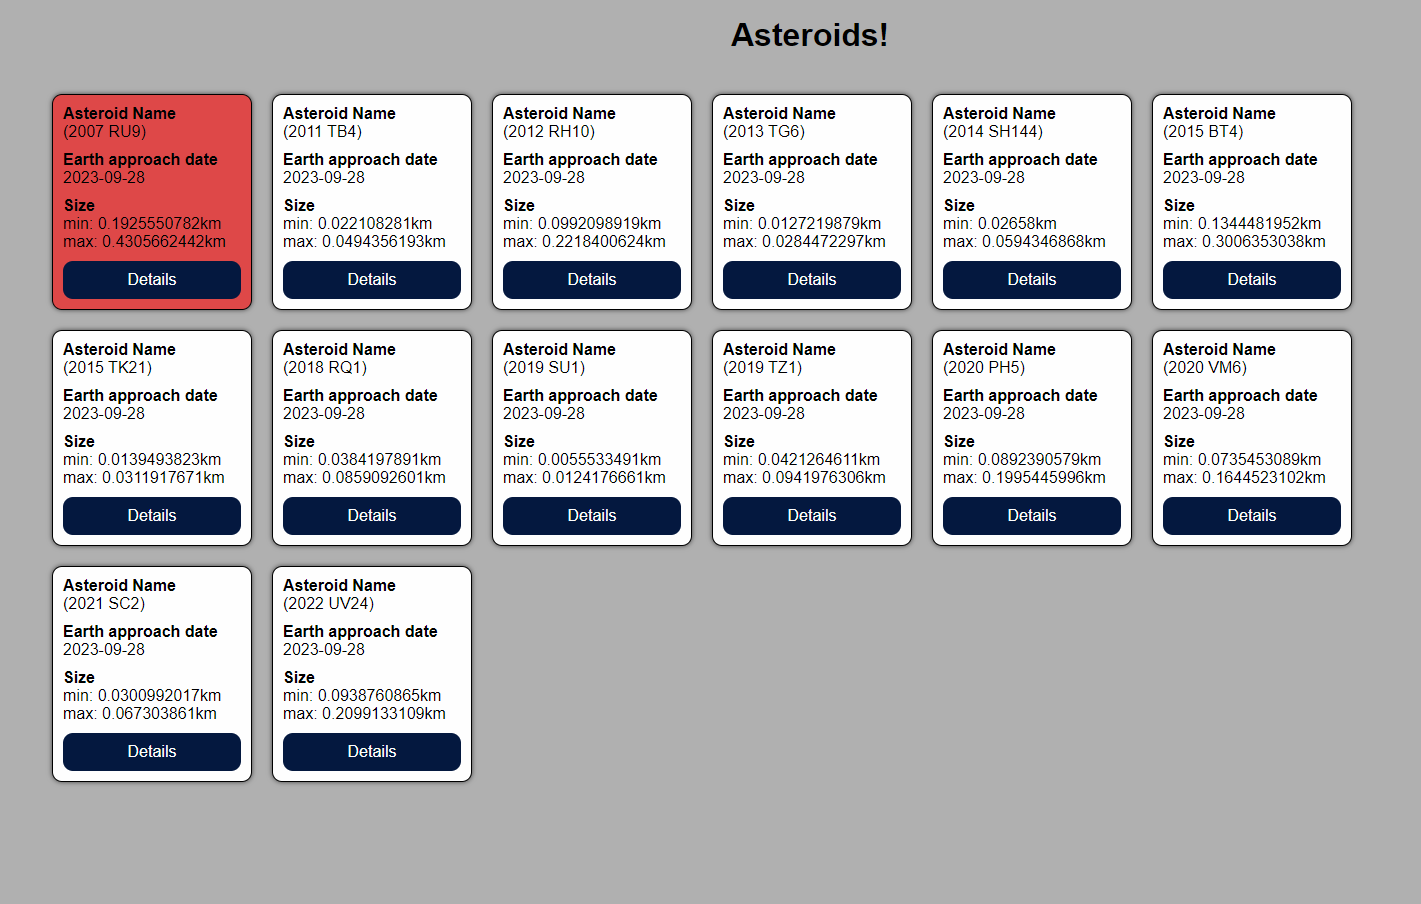 Asteroids!
Asteroid Name
(2007 RU9)
Earth approach date
2023-09-28
Size
min: 0.1925550782km
max: 0.4305662442km
Details
Asteroid Name
(2011 TB4)
Earth approach date
2023-09-28
Size
min: 0.022108281km
max: 0.0494356193km
Details
Asteroid Name
(2012 RH10)
Earth approach date
2023-09-28
Size
min: 0.0992098919km
max: 0.2218400624km
Details
Asteroid Name
(2013 TG6)
Earth approach date
2023-09-28
Size
min: 0.0127219879km
max: 0.0284472297km
Details
Asteroid Name
(2014 SH144)
Earth approach date
2023-09-28
Size
min: 0.02658km
max: 0.0594346868km
Details
Asteroid Name
(2015 BT4)
Earth approach date
2023-09-28
Size
min: 0.1344481952km
max: 0.3006353038km
Details
Asteroid Name
(2015 TK21)
Earth approach date
2023-09-28
Size
min: 0.0139493823km
max: 0.0311917671km
Details
Asteroid Name
(2018 RQ1)
Earth approach date
2023-09-28
Size
min: 0.0384197891km
max: 0.0859092601km
Details
Asteroid Name
(2019 SU1)
Earth approach date
2023-09-28
Size
min: 0.0055533491km
max: 0.0124176661km
Details
Asteroid Name
(2019 TZ1)
Earth approach date
2023-09-28
Size
min: 0.0421264611km
max: 0.0941976306km
Details
Asteroid Name
(2020 PH5)
Earth approach date
2023-09-28
Size
min: 0.0892390579km
max: 0.1995445996km
Details
Asteroid Name
(2020 VM6)
Earth approach date
2023-09-28
Size
min: 0.0735453089km
max: 0.1644523102km
Details
Asteroid Name
(2021 SC2)
Earth approach date
2023-09-28
Size
min: 0.0300992017km
max: 0.067303861km
Details
Asteroid Name
(2022 UV24)
Earth approach date
2023-09-28
Size
min: 0.0938760865km
max: 0.2099133109km
Details